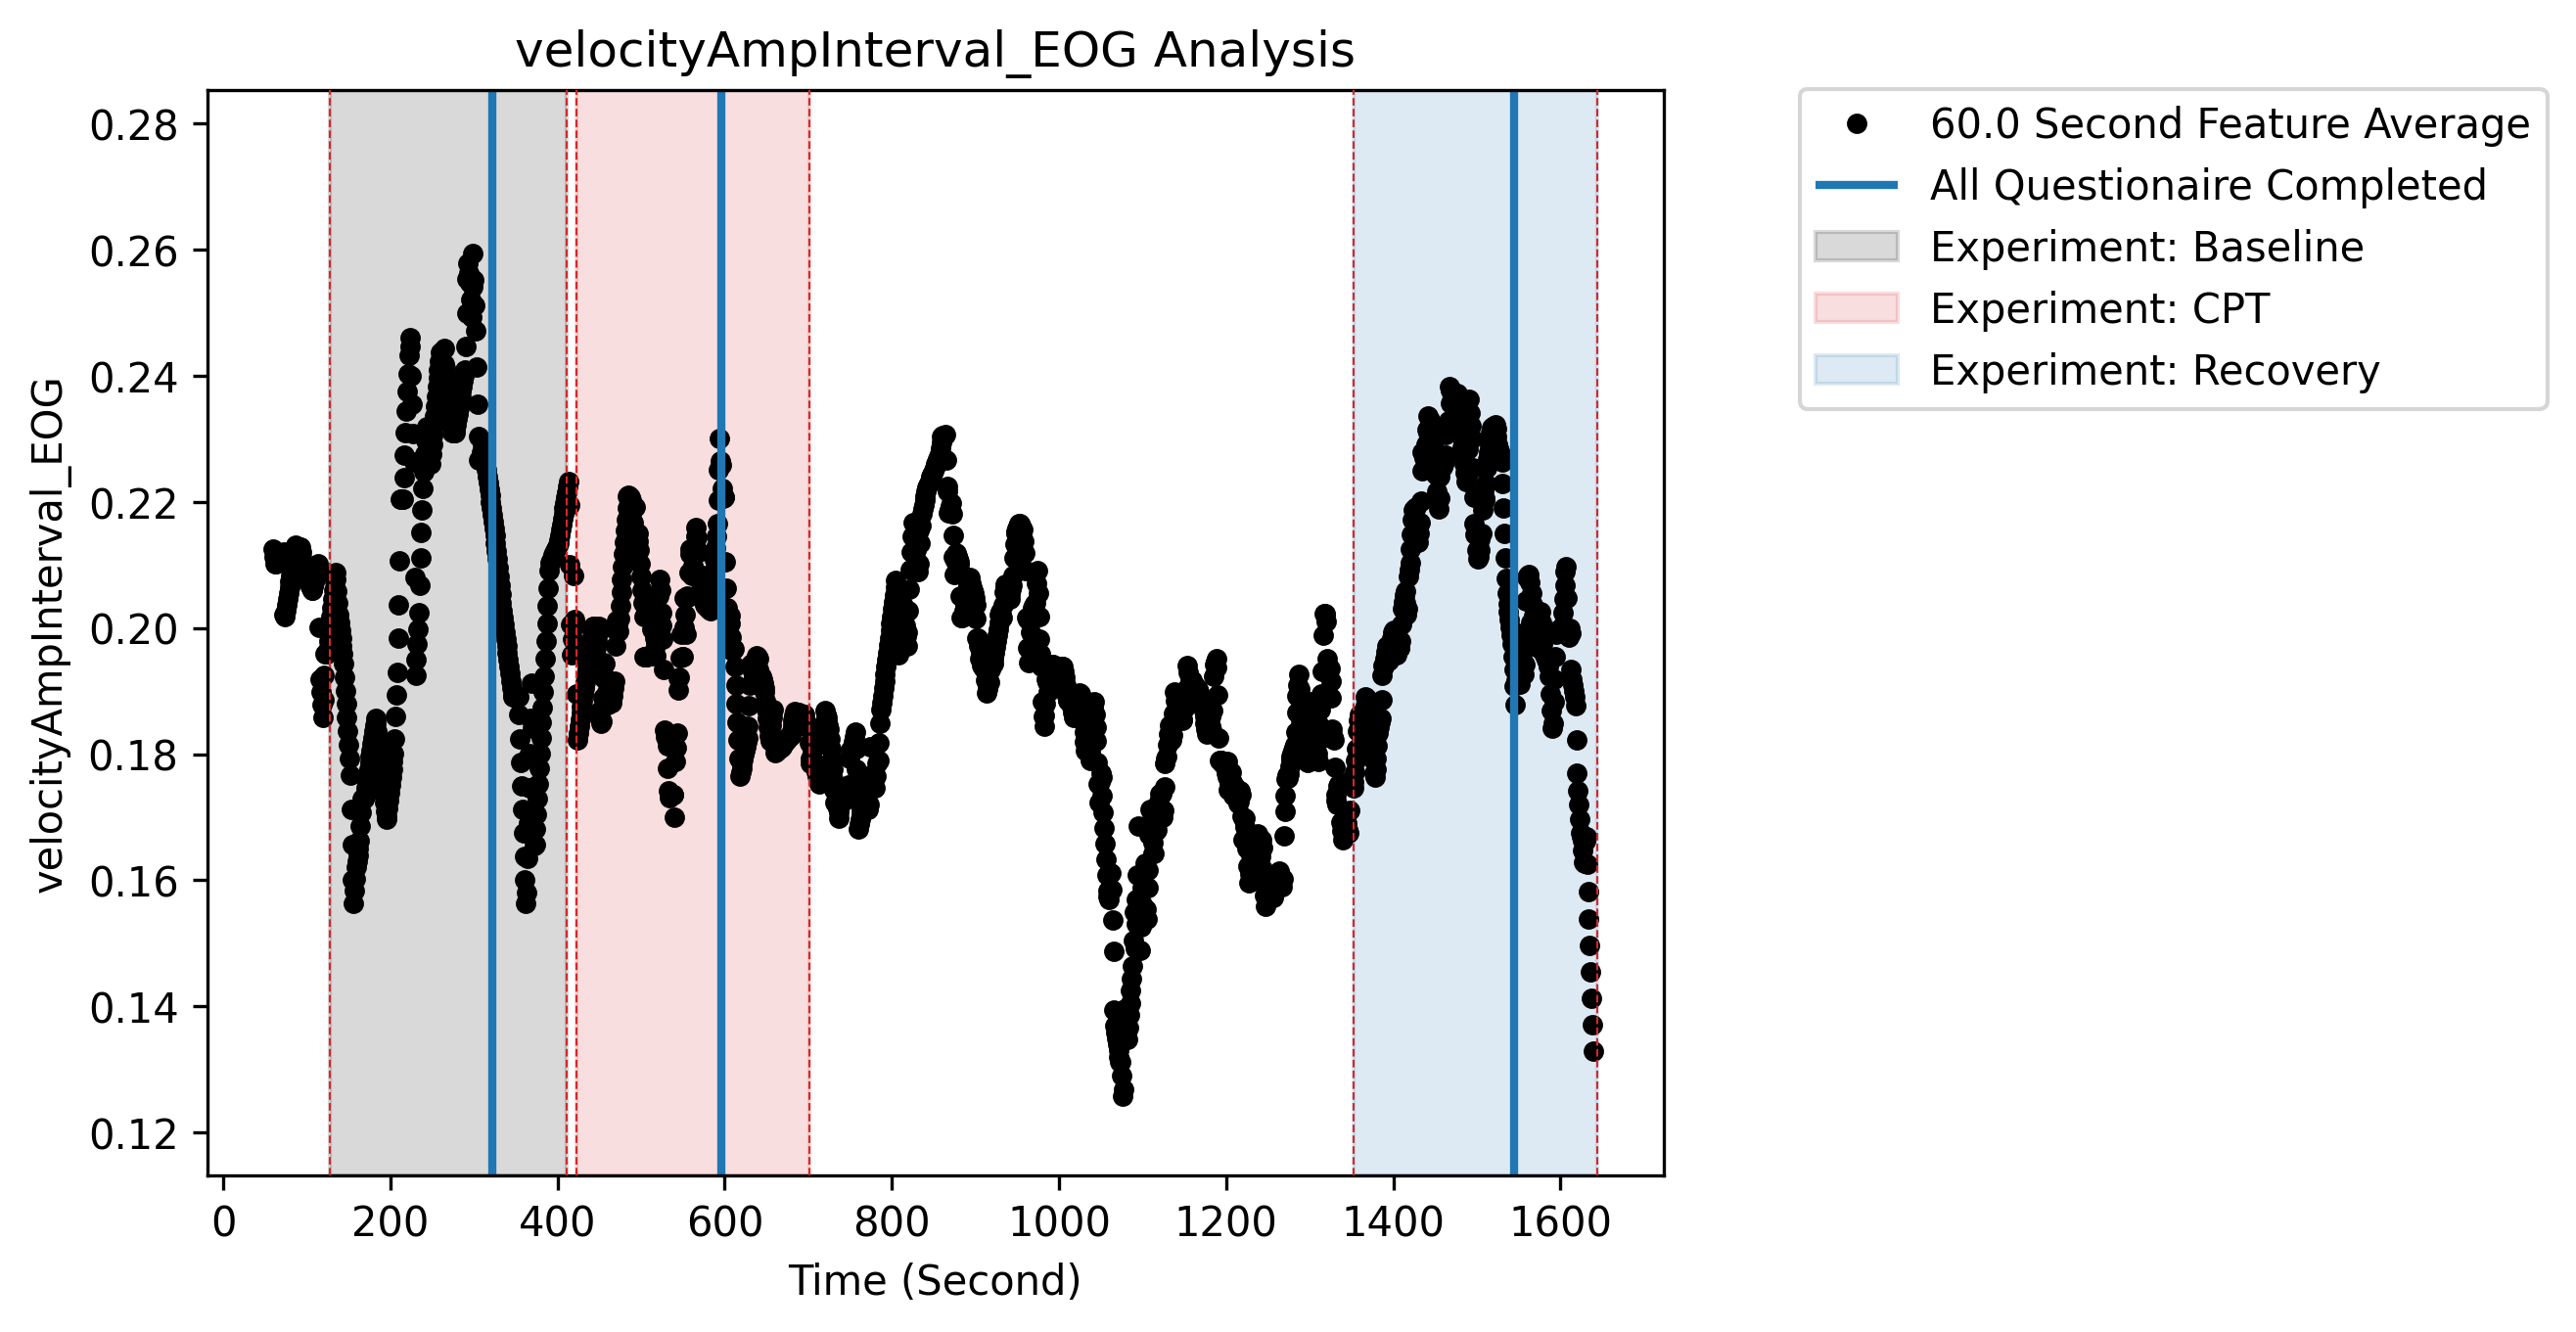 velocityAmpInterval_EOG Analysis
0.28
0.26
0.24
0.22
0.20
0.18
0.16
0.14
0.12
velocityAmpInterval_EOG
0 200 400 600 800 1000 1200 1400 1600
Time (Second)
60.0 Second Feature Average
All Questionaire Completed
Experiment: Baseline
Experiment: CPT
Experiment: Recovery